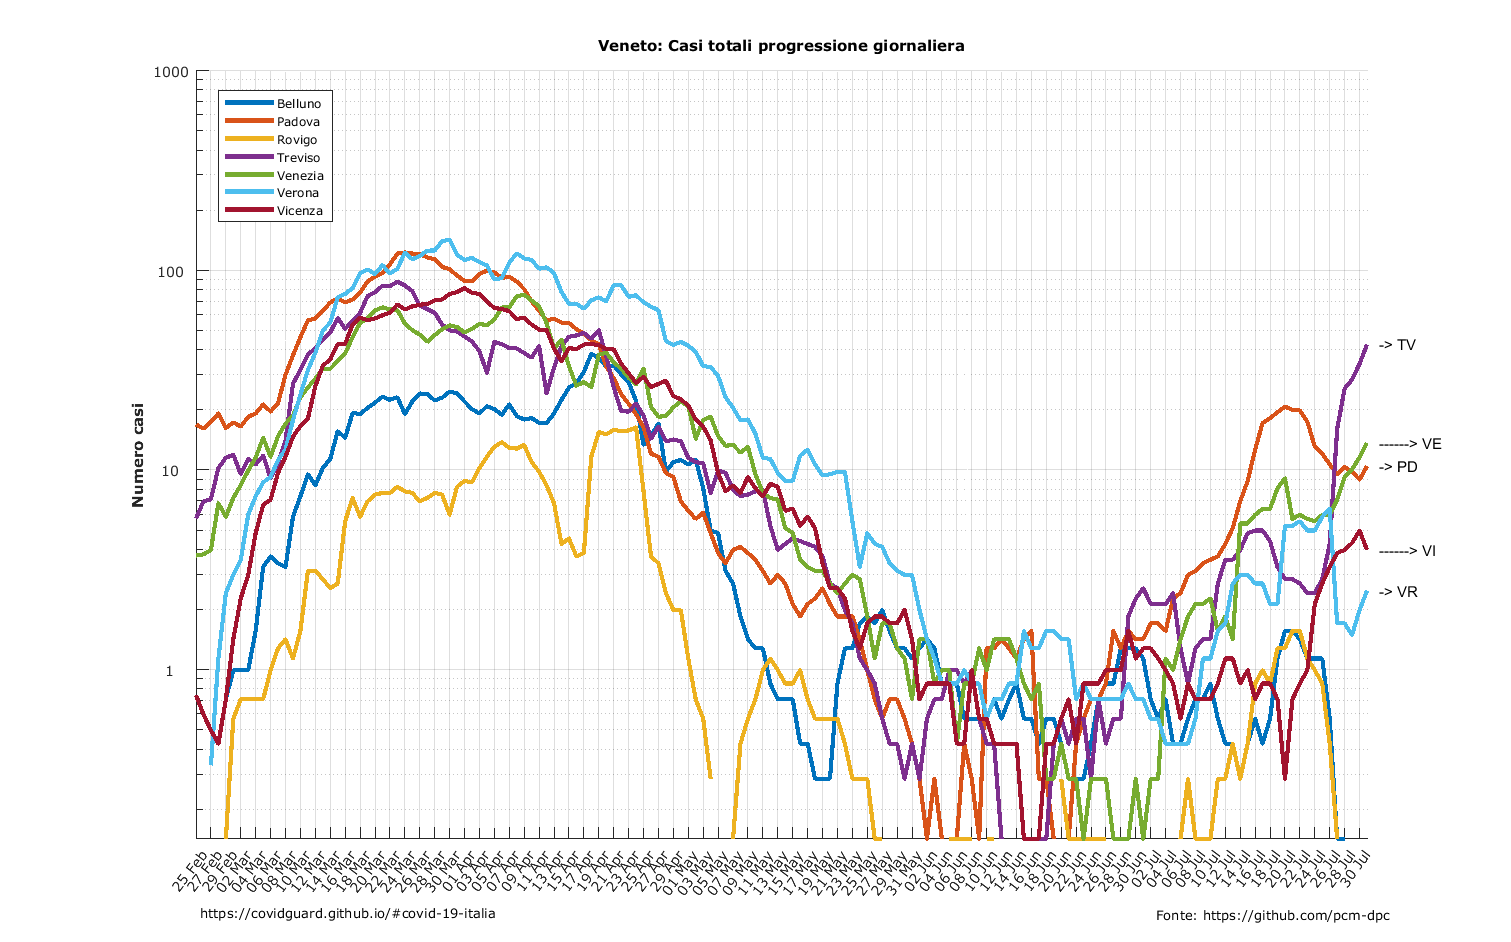 Veneto: Casi totali progressione giornaliera
1000
100
10
1
Numero casi
Belluno
Padova
Rovigo
Treviso
Venezia
Verona
Vicenza
-> TV
------> VE
-> PD
------> VI
-> VR
25 Feb
27 Feb
29 Feb
02 Mar
04 Mar
06 Mar
08 Mar
10 Mar
12 Mar
14 Mar
16 Mar
18 Mar
20 Mar
22 Mar
24 Mar
26 Mar
28 Mar
30 Mar
01 Apr
03 Apr
05 Apr
07 Apr
09 Apr
11 Apr
13 Apr
15 Apr
17 Apr
19 Apr
21 Apr
23 Apr
25 Apr
27 Apr
29 Apr
01 May
03 May
05 May
07 May
09 May
11 May
13 May
15 May
17 May
19 May
21 May
23 May
25 May
27 May
29 May
31 May
02 Jun
04 Jun
06 Jun
08 Jun
10 Jun
12 Jun
14 Jun
16 Jun
18 Jun
20 Jun
22 Jun
24 Jun
26 Jun
28 Jun
30 Jun
02 Jul
04 Jul
06 Jul
08 Jul
10 Jul
12 Jul
14 Jul
16 Jul
18 Jul
20 Jul
22 Jul
24 Jul
26 Jul
28 Jul
30 Jul
https://covidguard.github.io/#covid-19-italia
Fonte: https://github.com/pcm-dpc